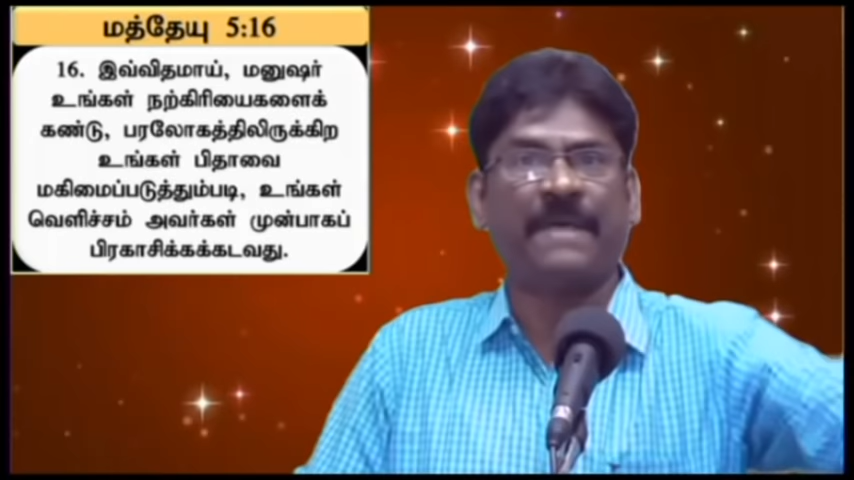 மத்தேயு 5:16
16. இவ்விதமாய், மனுஷர்
உங்கள் நற்கிரியைகளைக்
கண்டு, பரலோகத்திலிருக்கிற
உங்கள் பிதாவை
மகிமைப்படுத்தும்படி, உங்கள்
வெளிச்சம் அவர்கள் முன்பாகப்
பிரகாசிக்கக்கடவது.